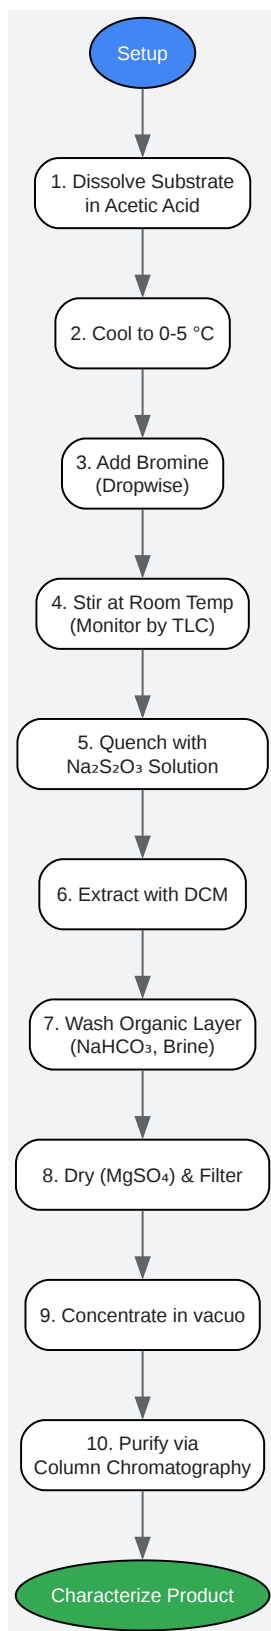 Setup
1. Dissolve Substrate
in Acetic Acid
2. Cool to 0-5 °C
3. Add Bromine
(Dropwise)
4. Stir at Room Temp
(Monitor by TLC)
5. Quench with
Na₂S₂O₃ Solution
6. Extract with DCM
7. Wash Organic Layer
(NaHCO₃, Brine)
8. Dry (MgSO₄) & Filter
9. Concentrate in vacuo
10. Purify via
Column Chromatography
Characterize Product